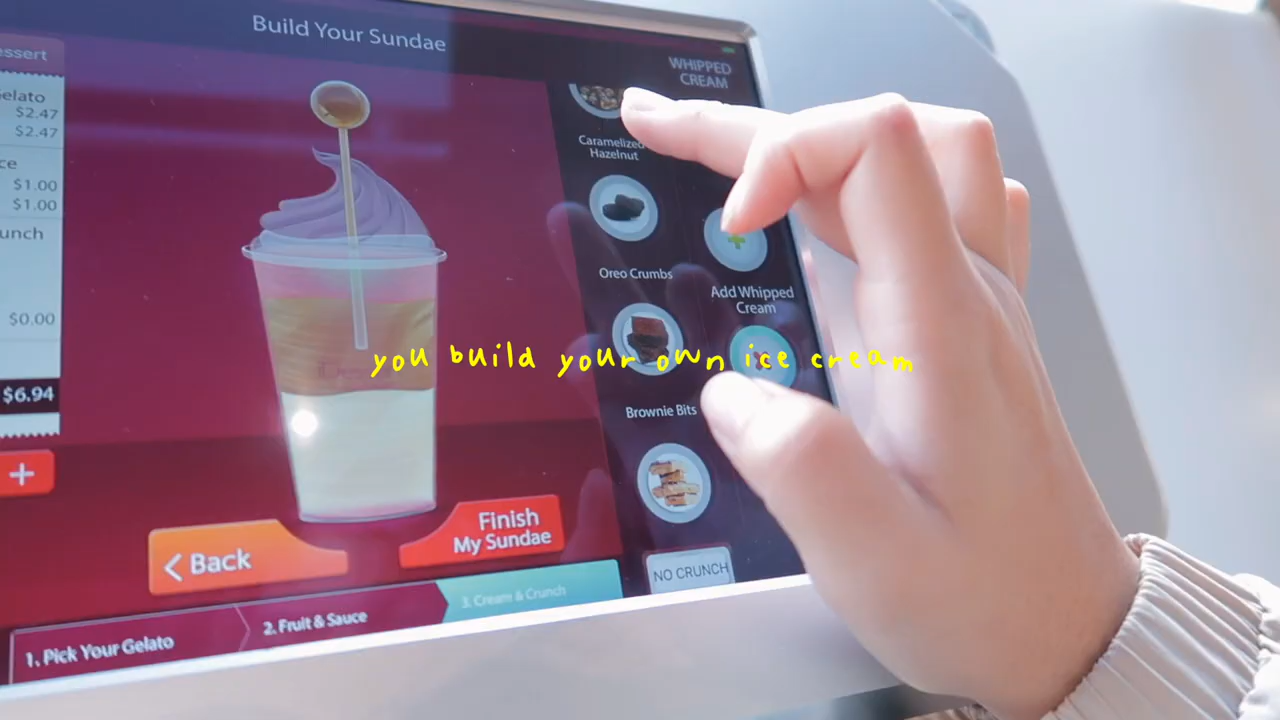 Build Your Sundae
essert
elato
$2.47
$2.47
ce
$1.00
$1.00
unch
$0.00
$6.94
+
WHIPPED
CREAM
Caramelized
Hazelnut
Oreo Crumbs
Add Whipped
Cream
you build your own ice cream
Brownie Bits
NO CRUNCH
< Back
Finish
My Sundae
1. Pick Your Gelato
2. Fruit & Sauce
3. Cream & Crunch